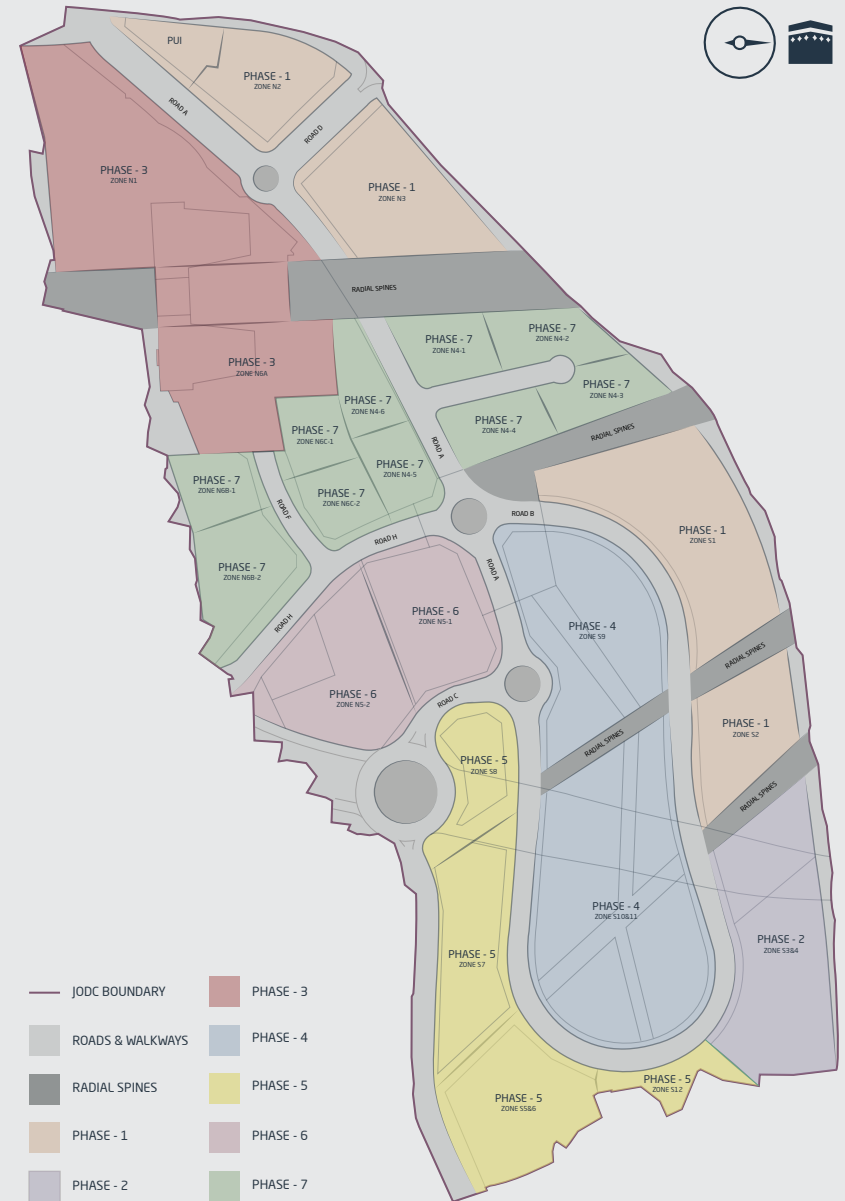 PUI
PHASE - 1
ZONE N2
ROAD A
ROAD D
PHASE - 3
ZONE N1
PHASE - 1
ZONE N3
RADIAL SPINES
PHASE - 7
ZONE N4-1
PHASE - 7
ZONE N4-2
PHASE - 3
ZONE N6A
PHASE - 7
ZONE N4-3
PHASE - 7
ZONE N4-6
PHASE - 7
ZONE N4-4
PHASE - 7
ZONE N6C-1
RADIAL SPINES
ROAD A
PHASE - 7
ZONE N4-5
PHASE - 7
ZONE N6B-1
PHASE - 7
ZONE N6C-2
ROAD F
ROAD B
PHASE - 1
ZONE S1
ROAD H
ROAD A
PHASE - 7
ZONE N6B-2
PHASE - 6
ZONE N5-1
ROAD H
PHASE - 4
ZONE S9
RADIAL SPINES
PHASE - 6
ZONE N5-2
ROAD C
PHASE - 1
ZONE S2
RADIAL SPINES
PHASE - 5
ZONE S8
RADIAL SPINES
PHASE - 4
ZONE S10&11
PHASE - 2
ZONE S3&4
PHASE - 5
ZONE S7
PHASE - 5
ZONE S12
PHASE - 5
ZONE S5&6
JODC BOUNDARY
ROADS & WALKWAYS
RADIAL SPINES
PHASE - 1
PHASE - 2
PHASE - 3
PHASE - 4
PHASE - 5
PHASE - 6
PHASE - 7